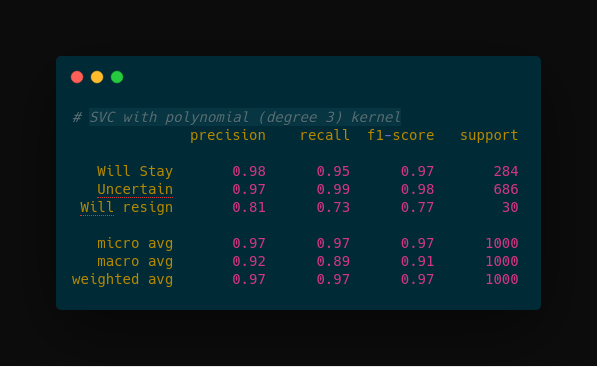 # SVC with polynomial (degree 3) kernel
precision recall f1-score support
Will Stay 0.98 0.95 0.97 284
Uncertain 0.97 0.99 0.98 686
Will resign 0.81 0.73 0.77 30
micro avg 0.97 0.97 0.97 1000
macro avg 0.92 0.89 0.91 1000
weighted avg 0.97 0.97 0.97 1000